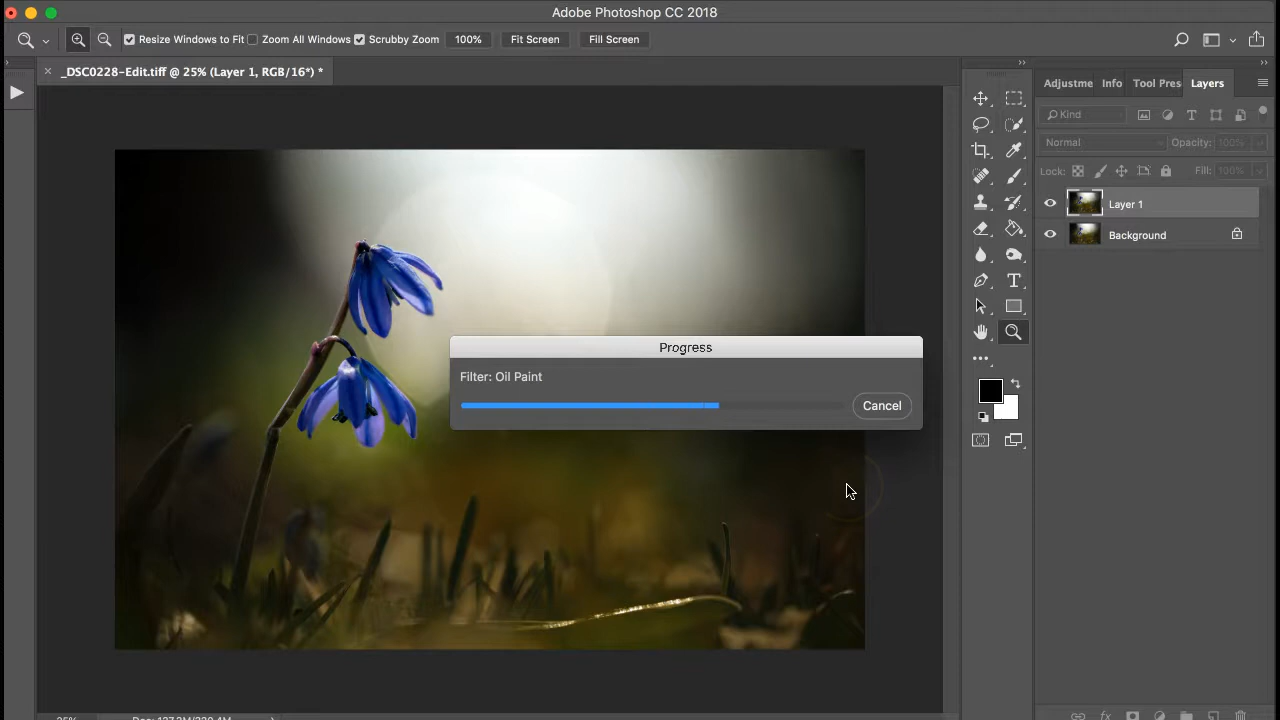 Adobe Photoshop CC 2018
Resize Windows to Fit Zoom All Windows Scrubby Zoom 100% Fit Screen Fill Screen
× _DSC0228-Edit.tiff @ 25% (Layer 1, RGB/16*) *
Adjustme Info Tool Pres Layers
Kind
Normal Opacity: 100%
Lock: Fill: 100%
Layer 1
Background
Progress
Filter: Oil Paint
Cancel